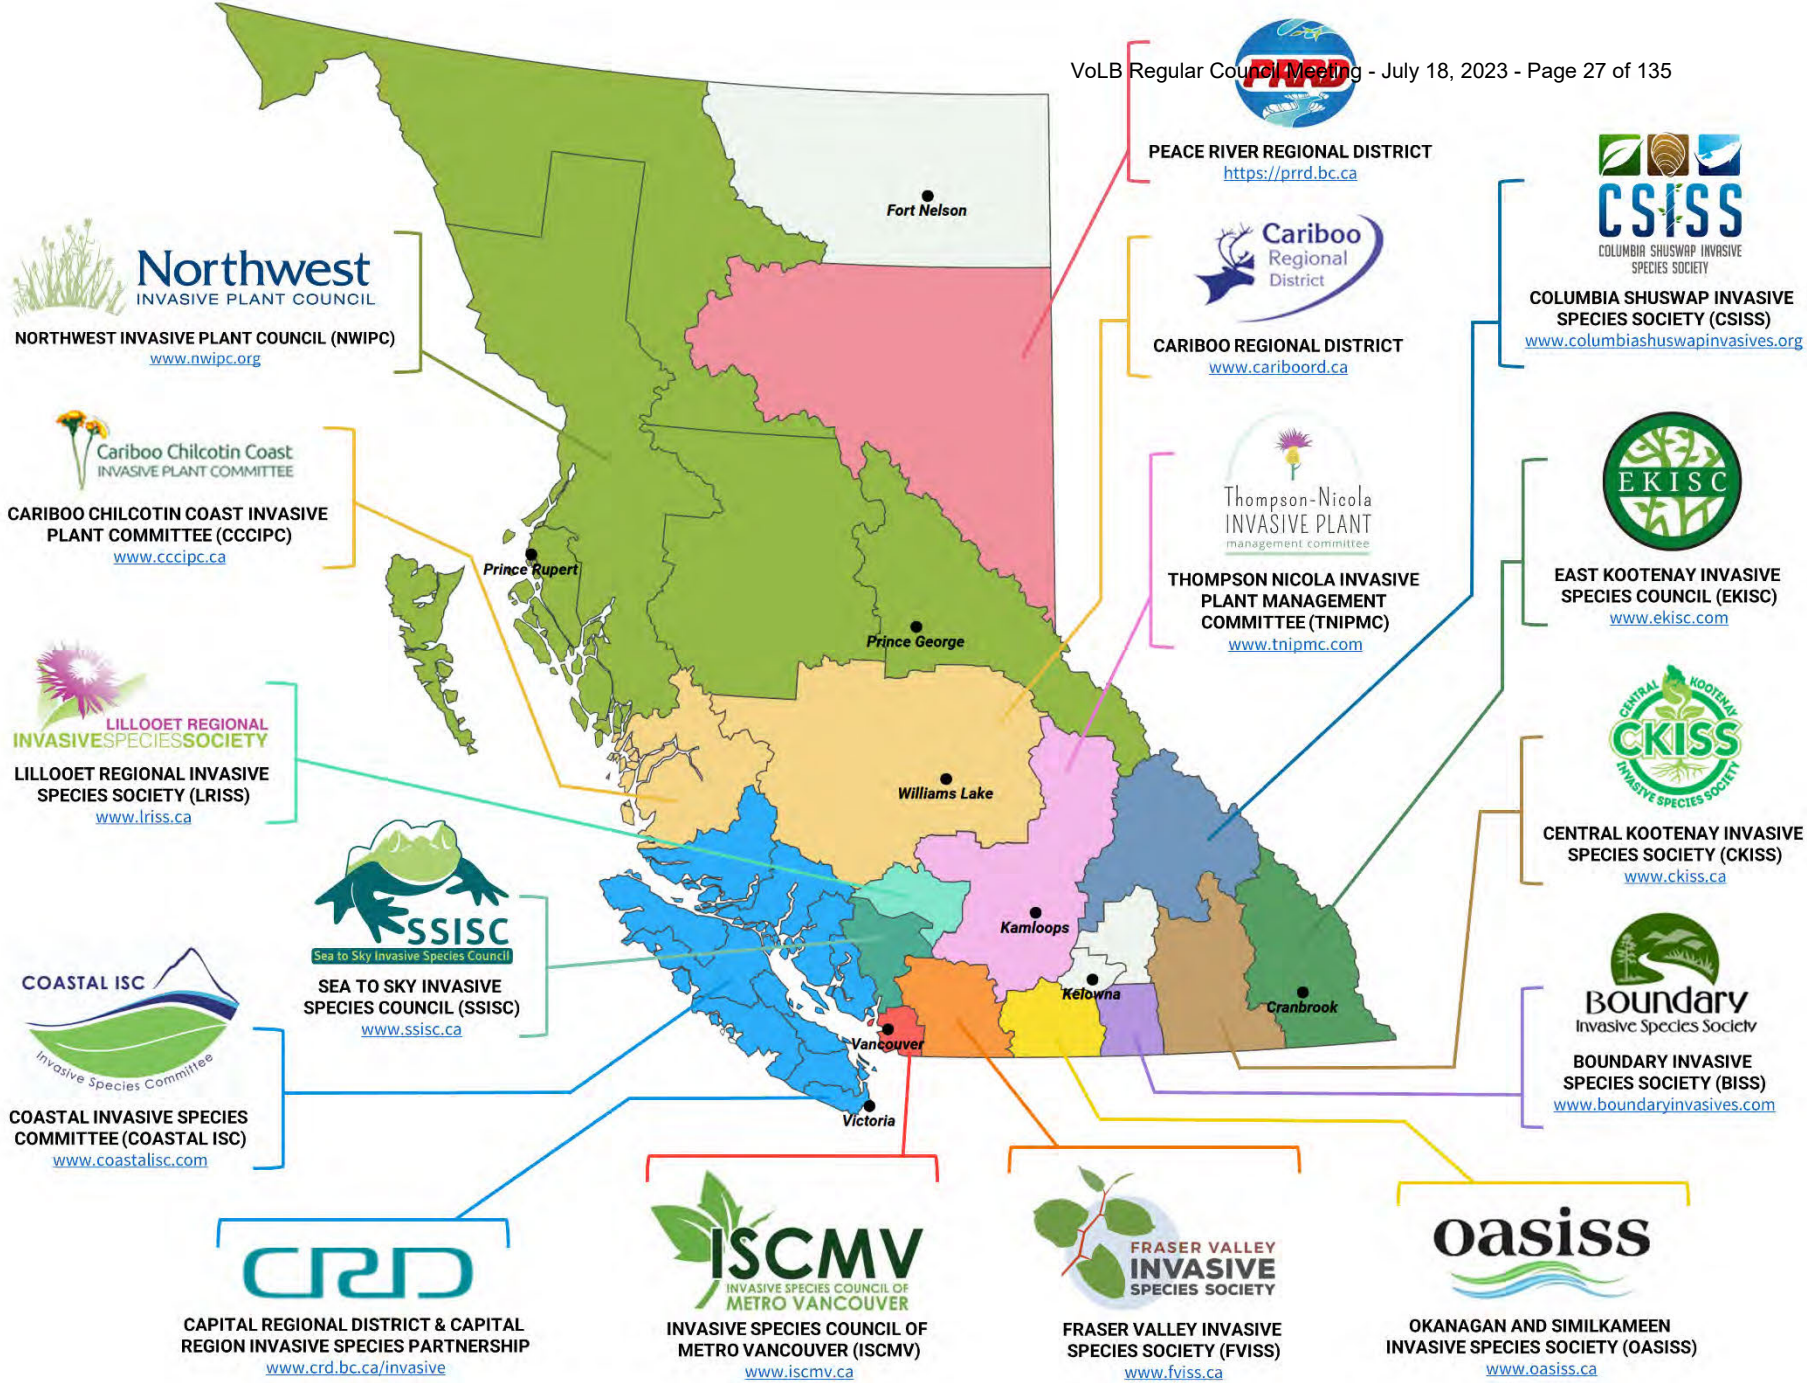 VoLB Regular Council Meeting - July 18, 2023 - Page 27 of 135
PRRD
PEACE RIVER REGIONAL DISTRICT
https://prrd.bc.ca
Cariboo
Regional
District
CARIBOO REGIONAL DISTRICT
www.cariboord.ca
CSISS
COLUMBIA SHUSWAP INVASIVE
SPECIES SOCIETY
COLUMBIA SHUSWAP INVASIVE
SPECIES SOCIETY (CSISS)
www.columbiashuswapinvasives.org
Northwest
INVASIVE PLANT COUNCIL
NORTHWEST INVASIVE PLANT COUNCIL (NWIPC)
www.nwipc.org
Cariboo Chilcotin Coast
INVASIVE PLANT COMMITTEE
CARIBOO CHILCOTIN COAST INVASIVE
PLANT COMMITTEE (CCCIPC)
www.cccipc.ca
Thompson-Nicola
INVASIVE PLANT
management committee
THOMPSON NICOLA INVASIVE
PLANT MANAGEMENT
COMMITTEE (TNIPMC)
www.tnipmc.com
EKISC
EAST KOOTENAY INVASIVE
SPECIES COUNCIL (EKISC)
www.ekisc.com
LILLOOET REGIONAL
INVASIVESPECIESSOCIETY
LILLOOET REGIONAL INVASIVE
SPECIES SOCIETY (LRISS)
www.lriss.ca
CENTRAL KOOTENAY
CKISS
INVASIVE SPECIES SOCIETY
CENTRAL KOOTENAY INVASIVE
SPECIES SOCIETY (CKISS)
www.ckiss.ca
SSISC
Sea to Sky Invasive Species Council
SEA TO SKY INVASIVE
SPECIES COUNCIL (SSISC)
www.ssisc.ca
Boundary
Invasive Species Society
BOUNDARY INVASIVE
SPECIES SOCIETY (BISS)
www.boundaryinvasives.com
COASTAL ISC
Invasive Species Committee
COASTAL INVASIVE SPECIES
COMMITTEE (COASTAL ISC)
www.coastalisc.com
Fort Nelson
Prince Rupert
Prince George
Williams Lake
Kamloops
Kelowna
Cranbrook
Vancouver
Victoria
CRD
CAPITAL REGIONAL DISTRICT & CAPITAL
REGION INVASIVE SPECIES PARTNERSHIP
www.crd.bc.ca/invasive
ISCMV
INVASIVE SPECIES COUNCIL OF
METRO VANCOUVER
INVASIVE SPECIES COUNCIL OF
METRO VANCOUVER (ISCMV)
www.iscmv.ca
FRASER VALLEY
INVASIVE
SPECIES SOCIETY
FRASER VALLEY INVASIVE
SPECIES SOCIETY (FVISS)
www.fviss.ca
oasiss
OKANAGAN AND SIMILKAMEEN
INVASIVE SPECIES SOCIETY (OASISS)
www.oasiss.ca